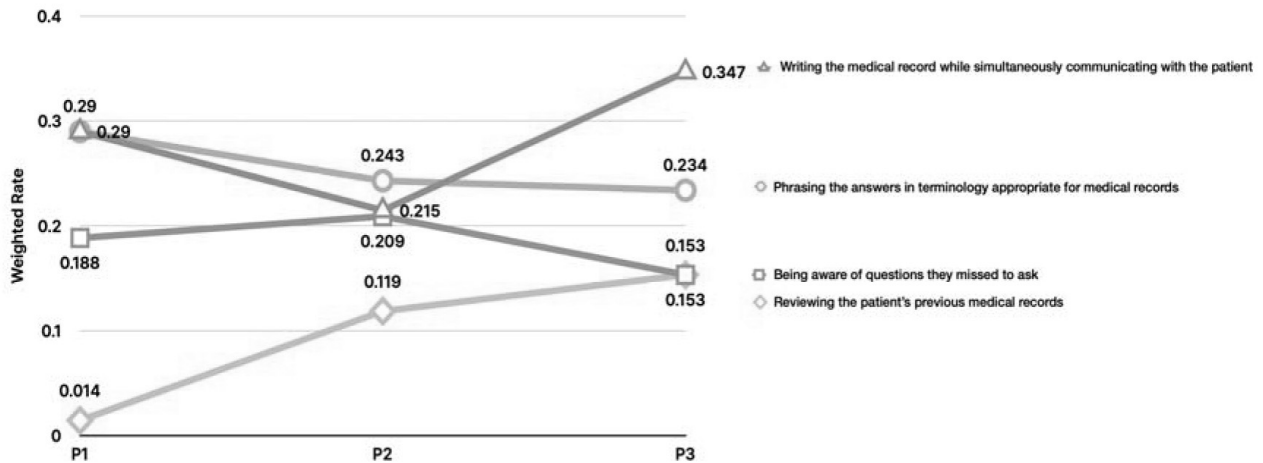 0.4
0.347
Writing the medical record while simultaneously communicating with the patient
0.29
0.3
0.29
0.243
0.234
Phrasing the answers in terminology appropriate for medical records
Weighted Rate
0.215
0.2
0.209
0.153
0.188
Being aware of questions they missed to ask
0.119
0.153
Reviewing the patient's previous medical records
0.1
0.014
0
P1
P2
P3